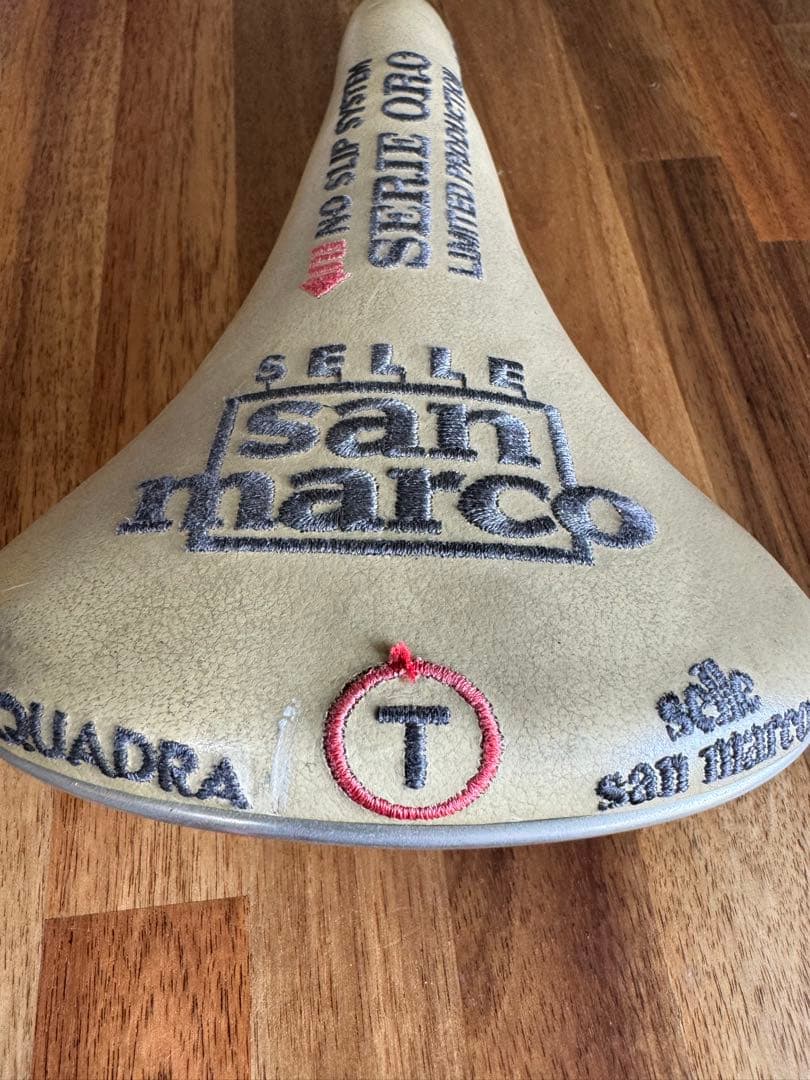 NO SLIP SYSTEM
SERIE ORO
LIMITED PRODUCTION
SELLE
san
marco
QUADRA
T
selle
san marco